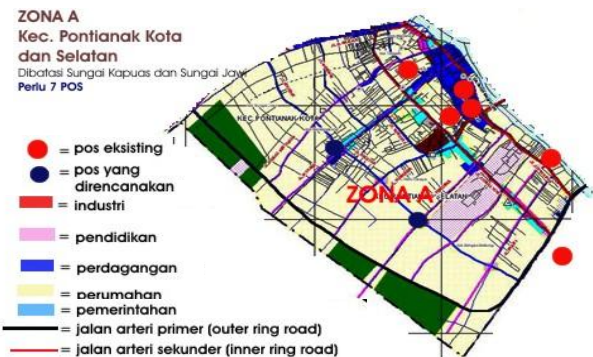 ZONA A
Kec. Pontianak Kota
dan Selatan
Dibatasi Sungai Kapuas dan Sungai Jawi
Perlu 7 POS
KEC. PONTIANAK KOTA
ZONA A
SELATAN
= pos eksisting
= pos yang
direncanakan
= industri
= pendidikan
= perdagangan
= perumahan
= pemerintahan
= jalan arteri primer (outer ring road)
= jalan arteri sekunder (inner ring road)